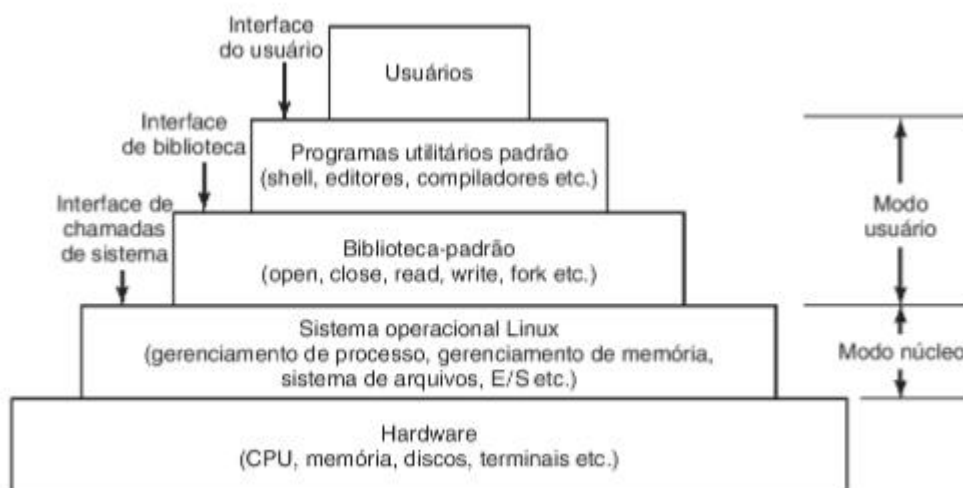 Interface
do usuário
Usuários
Interface
de biblioteca
Programas utilitários padrão
(shell, editores, compiladores etc.)
Interface de
chamadas
de sistema
Biblioteca-padrão
(open, close, read, write, fork etc.)
Modo
usuário
Sistema operacional Linux
(gerenciamento de processo, gerenciamento de memória,
sistema de arquivos, E/S etc.)
Modo núcleo
Hardware
(CPU, memória, discos, terminais etc.)